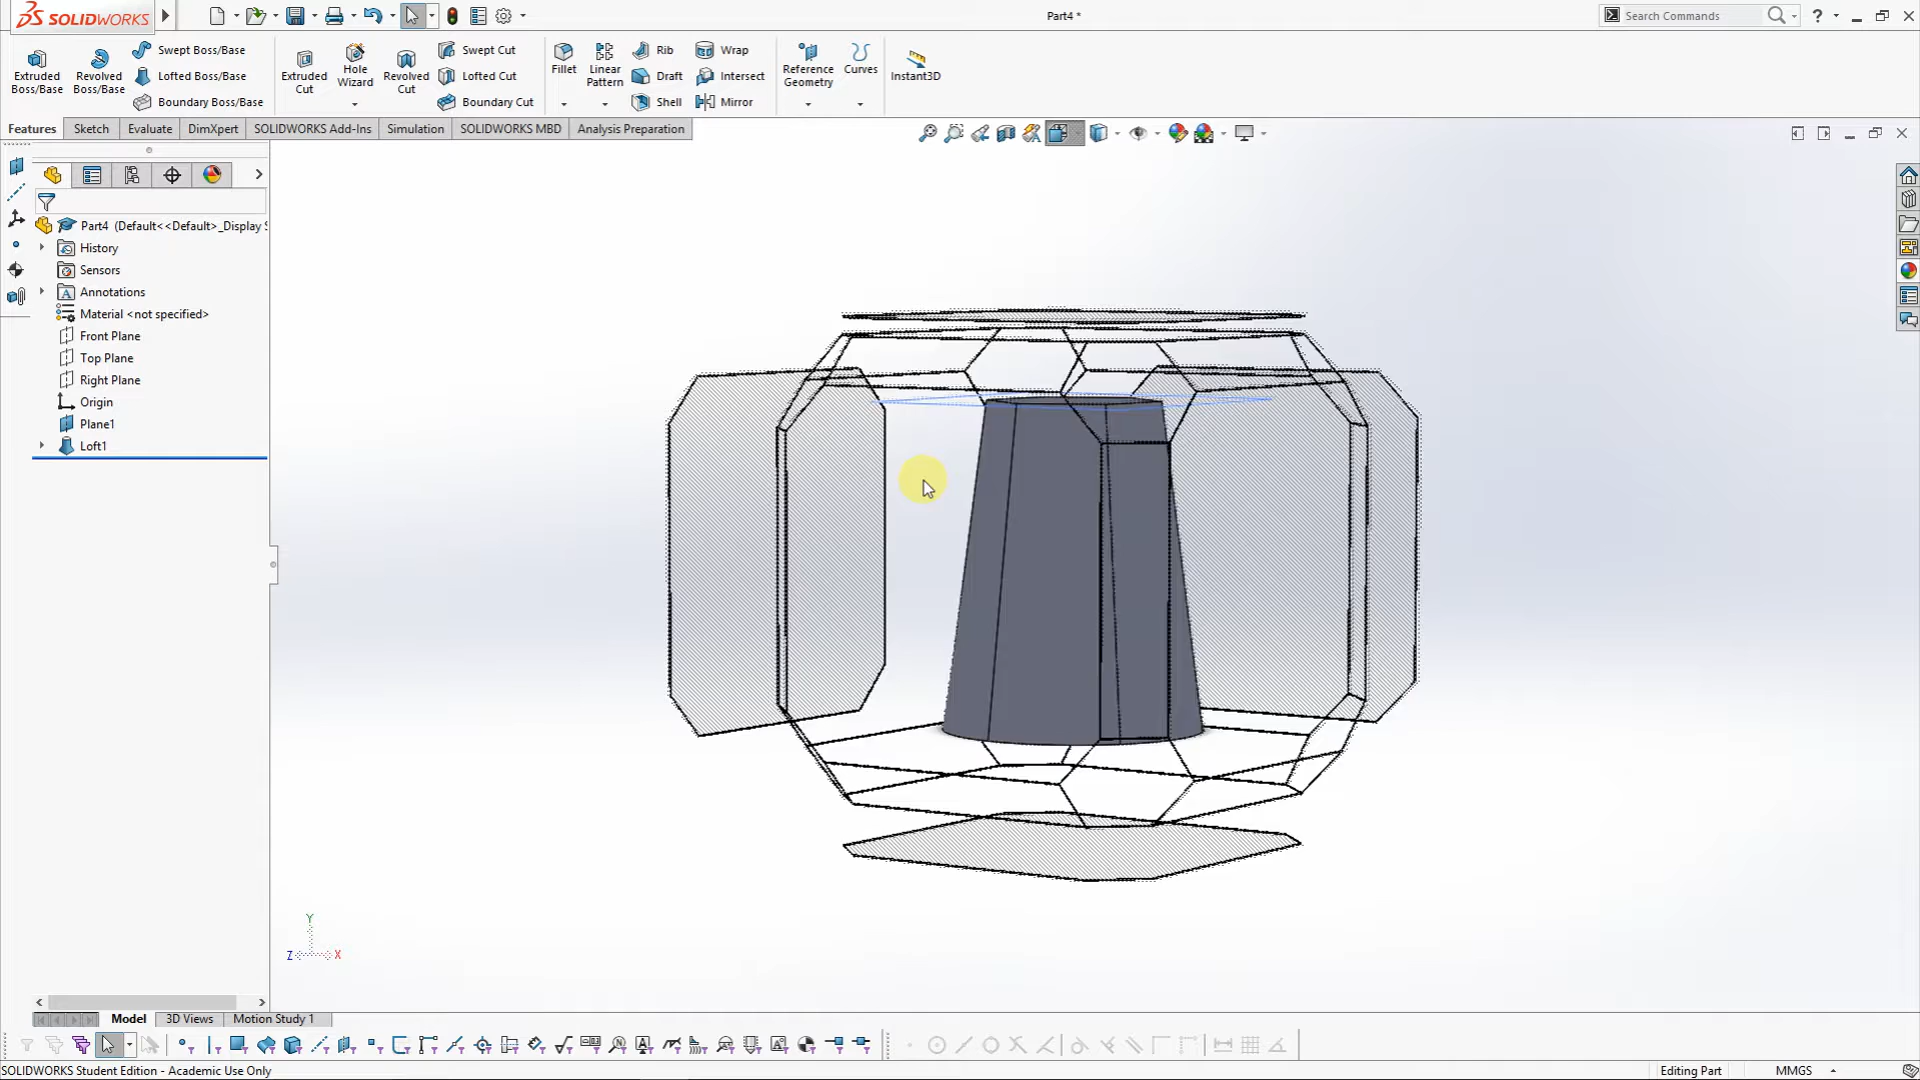 SOLIDWORKS
Part4 *
Search Commands
?
Extruded Boss/Base
Revolved Boss/Base
Swept Boss/Base
Lofted Boss/Base
Boundary Boss/Base
Extruded Cut
Hole Wizard
Revolved Cut
Swept Cut
Lofted Cut
Boundary Cut
Fillet
Linear Pattern
Rib
Draft
Shell
Wrap
Intersect
Mirror
Reference Geometry
Curves
Instant3D
Features
Sketch
Evaluate
DimXpert
SOLIDWORKS Add-Ins
Simulation
SOLIDWORKS MBD
Analysis Preparation
Part4 (Default<<Default>_Display S
History
Sensors
Annotations
Material <not specified>
Front Plane
Top Plane
Right Plane
Origin
Plane1
Loft1
Y
Z
X
Model
3D Views
Motion Study 1
SOLIDWORKS Student Edition - Academic Use Only
Editing Part
MMGS